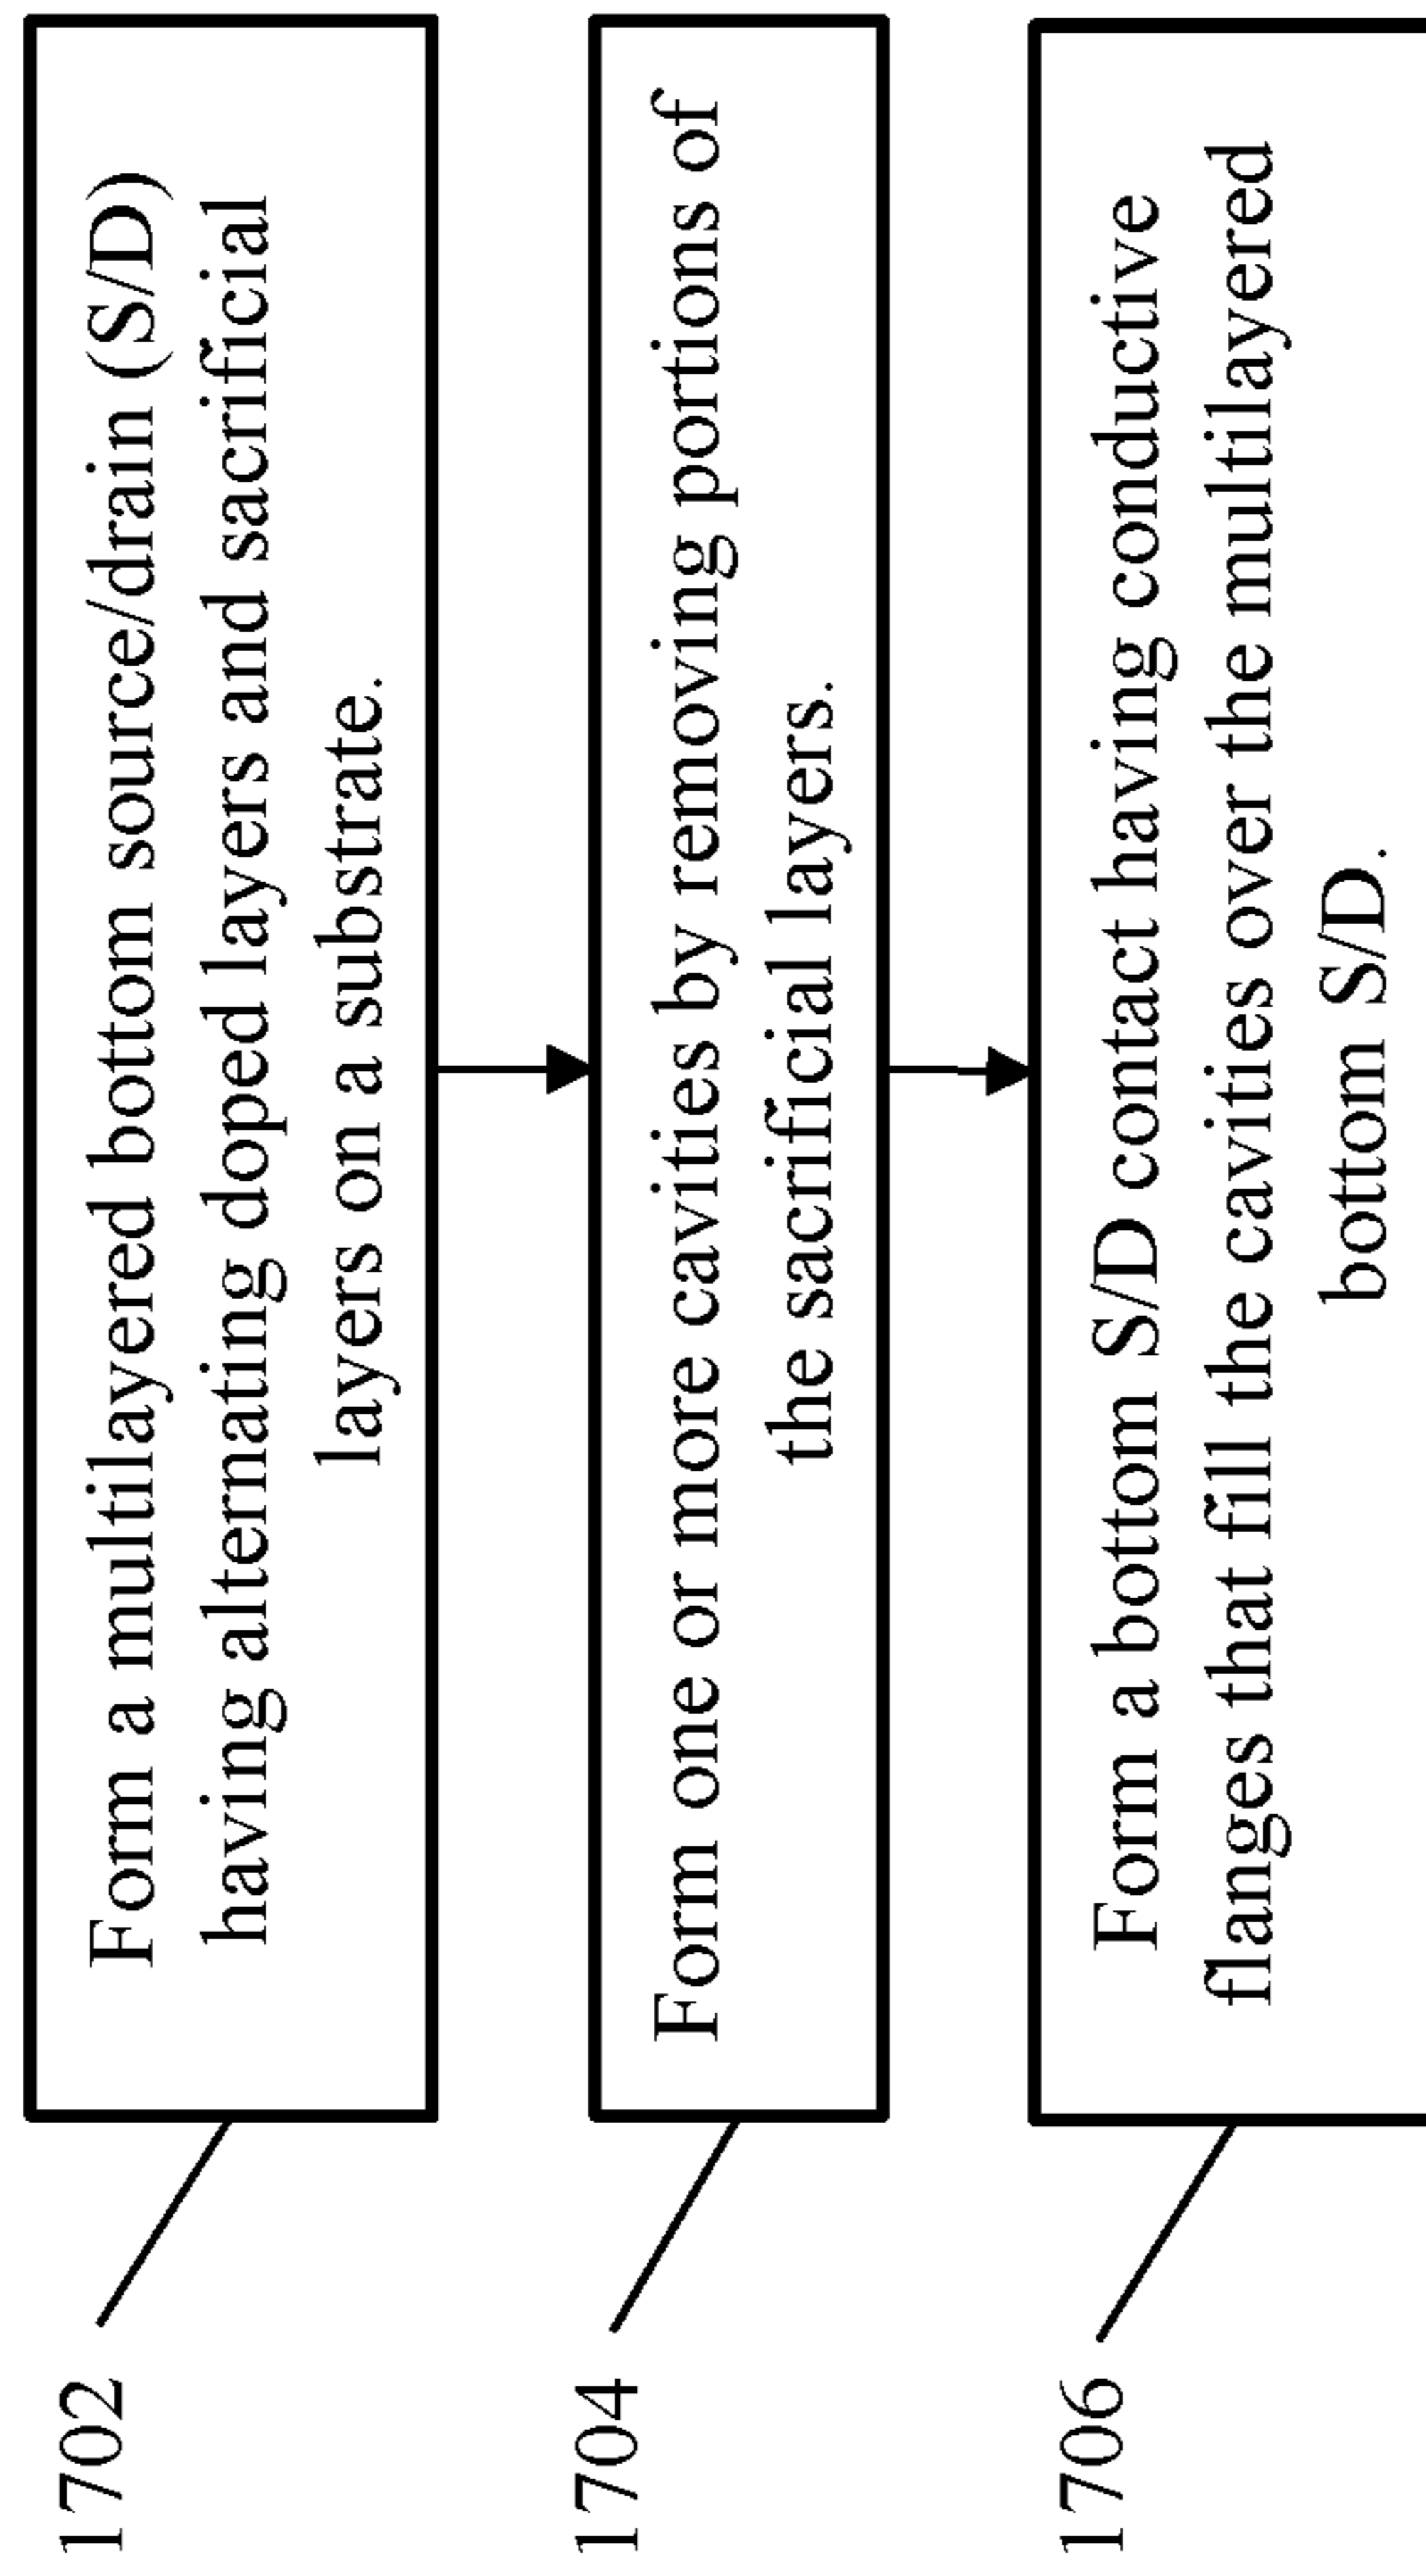 1702
Form a multilayered bottom source/drain (S/D)
having alternating doped layers and sacrificial
layers on a substrate.
1704
Form one or more cavities by removing portions of
the sacrificial layers.
1706
Form a bottom S/D contact having conductive
flanges that fill the cavities over the multilayered
bottom S/D.